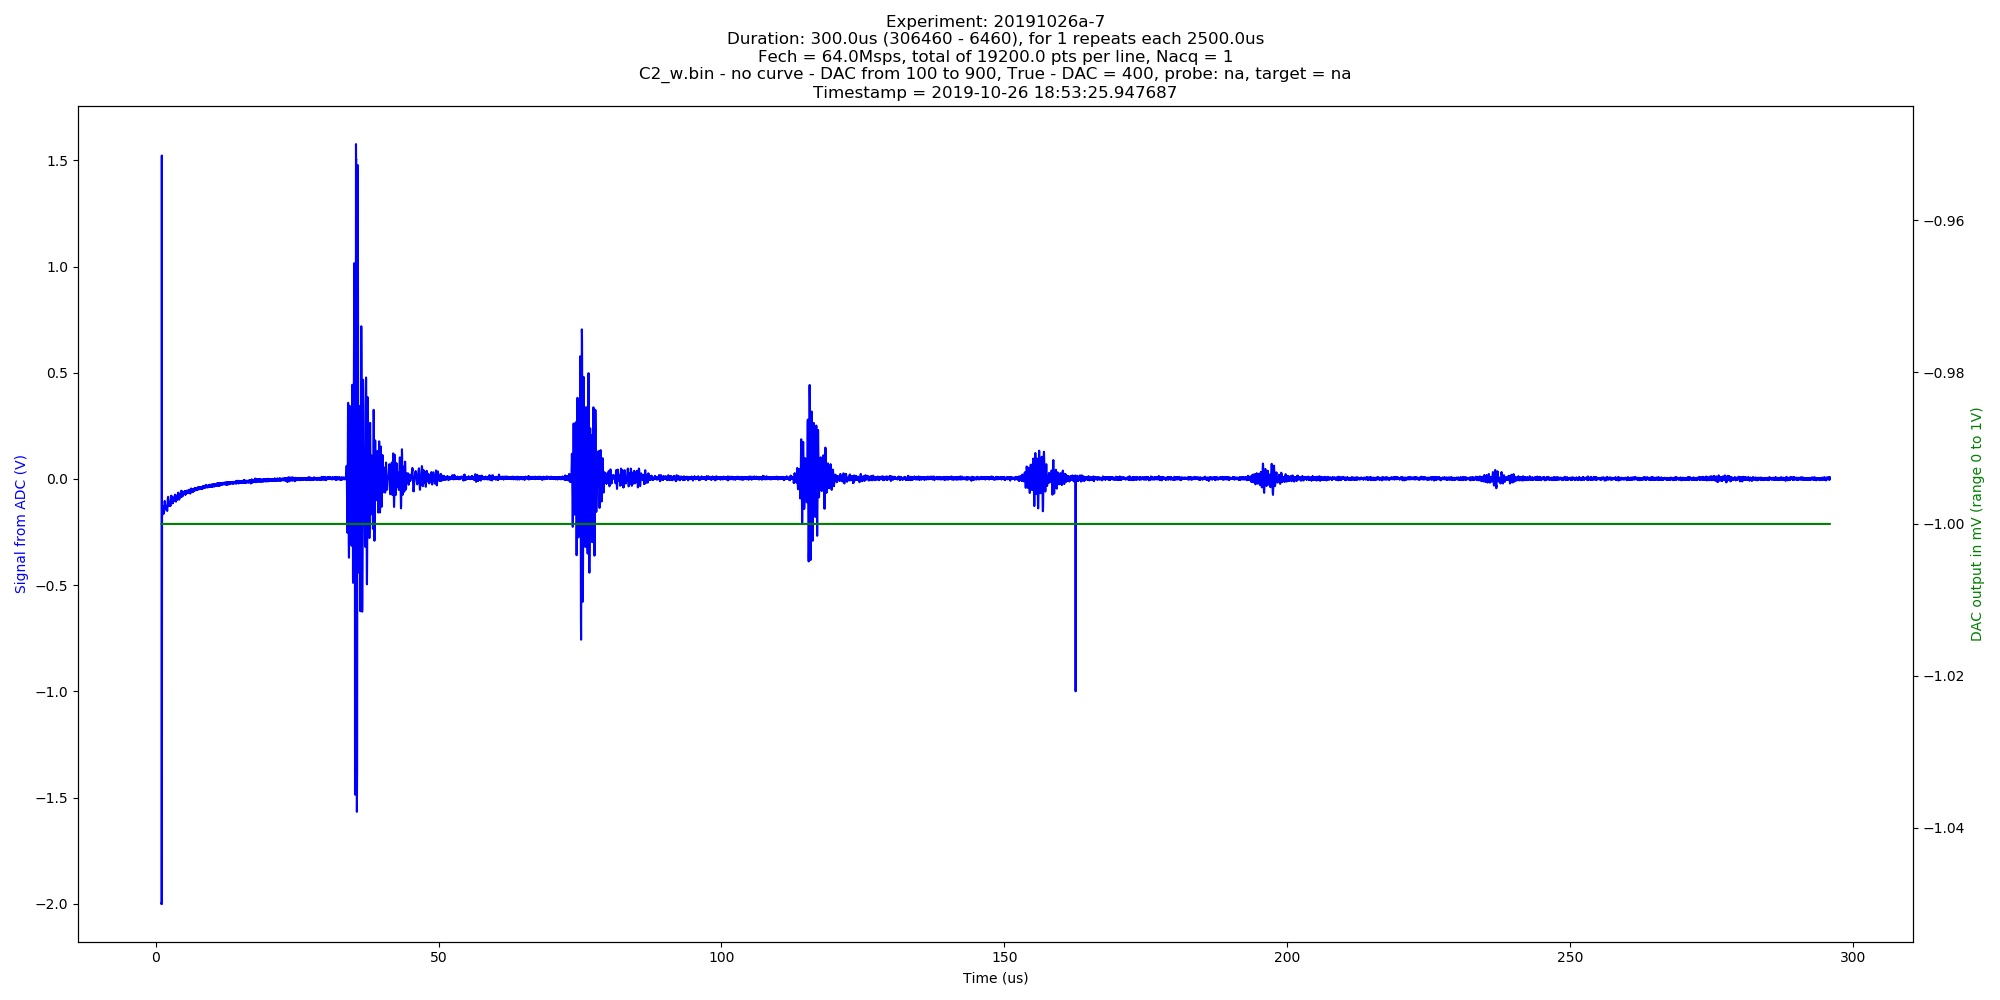 Experiment: 20191026a-7
Duration: 300.0us (306460 - 6460), for 1 repeats each 2500.0us
Fech = 64.0Msps, total of 19200.0 pts per line, Nacq = 1
C2_w.bin - no curve - DAC from 100 to 900, True - DAC = 400, probe: na, target = na
Timestamp = 2019-10-26 18:53:25.947687
Signal from ADC (V)
1.5
1.0
0.5
0.0
−0.5
−1.0
−1.5
−2.0
0
50
100
150
200
250
300
Time (us)
−0.96
−0.98
−1.00
−1.02
−1.04
DAC output in mV (range 0 to 1V)